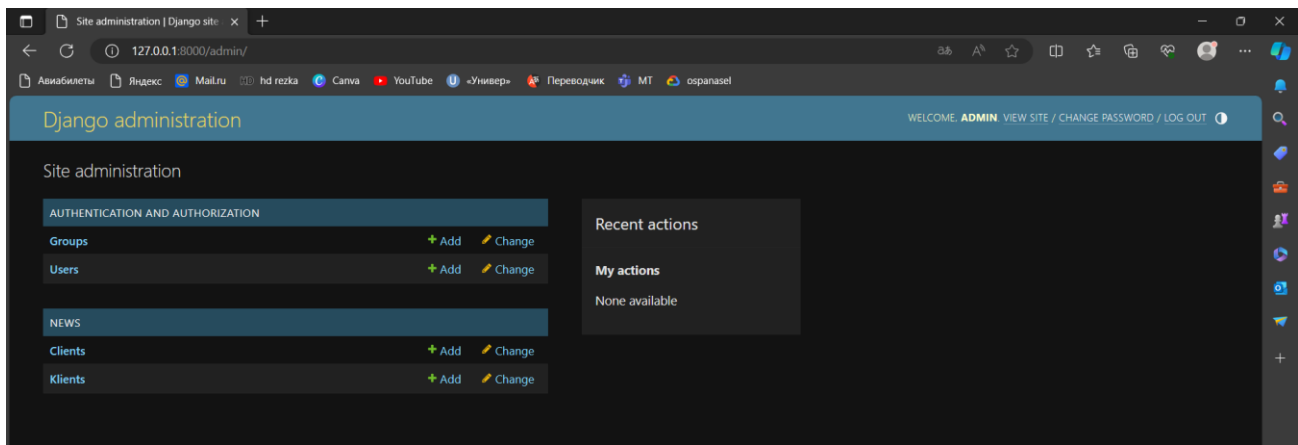 Site administration | Django site
127.0.0.1:8000/admin/
Авиабилеты Яндекс Mail.ru HD hd rezka Canva YouTube «Универ» Переводчик МТ ospanasel
Django administration
WELCOME, ADMIN. VIEW SITE / CHANGE PASSWORD / LOG OUT
Site administration
AUTHENTICATION AND AUTHORIZATION
Groups + Add Change
Users + Add Change
Recent actions
My actions
None available
NEWS
Clients + Add Change
Klients + Add Change